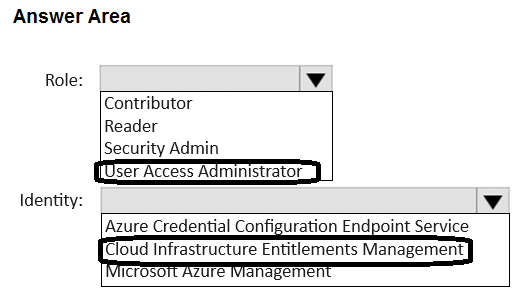 Answer Area
Role:
Contributor
Reader
Security Admin
User Access Administrator
Identity:
Azure Credential Configuration Endpoint Service
Cloud Infrastructure Entitlements Management
Microsoft Azure Management